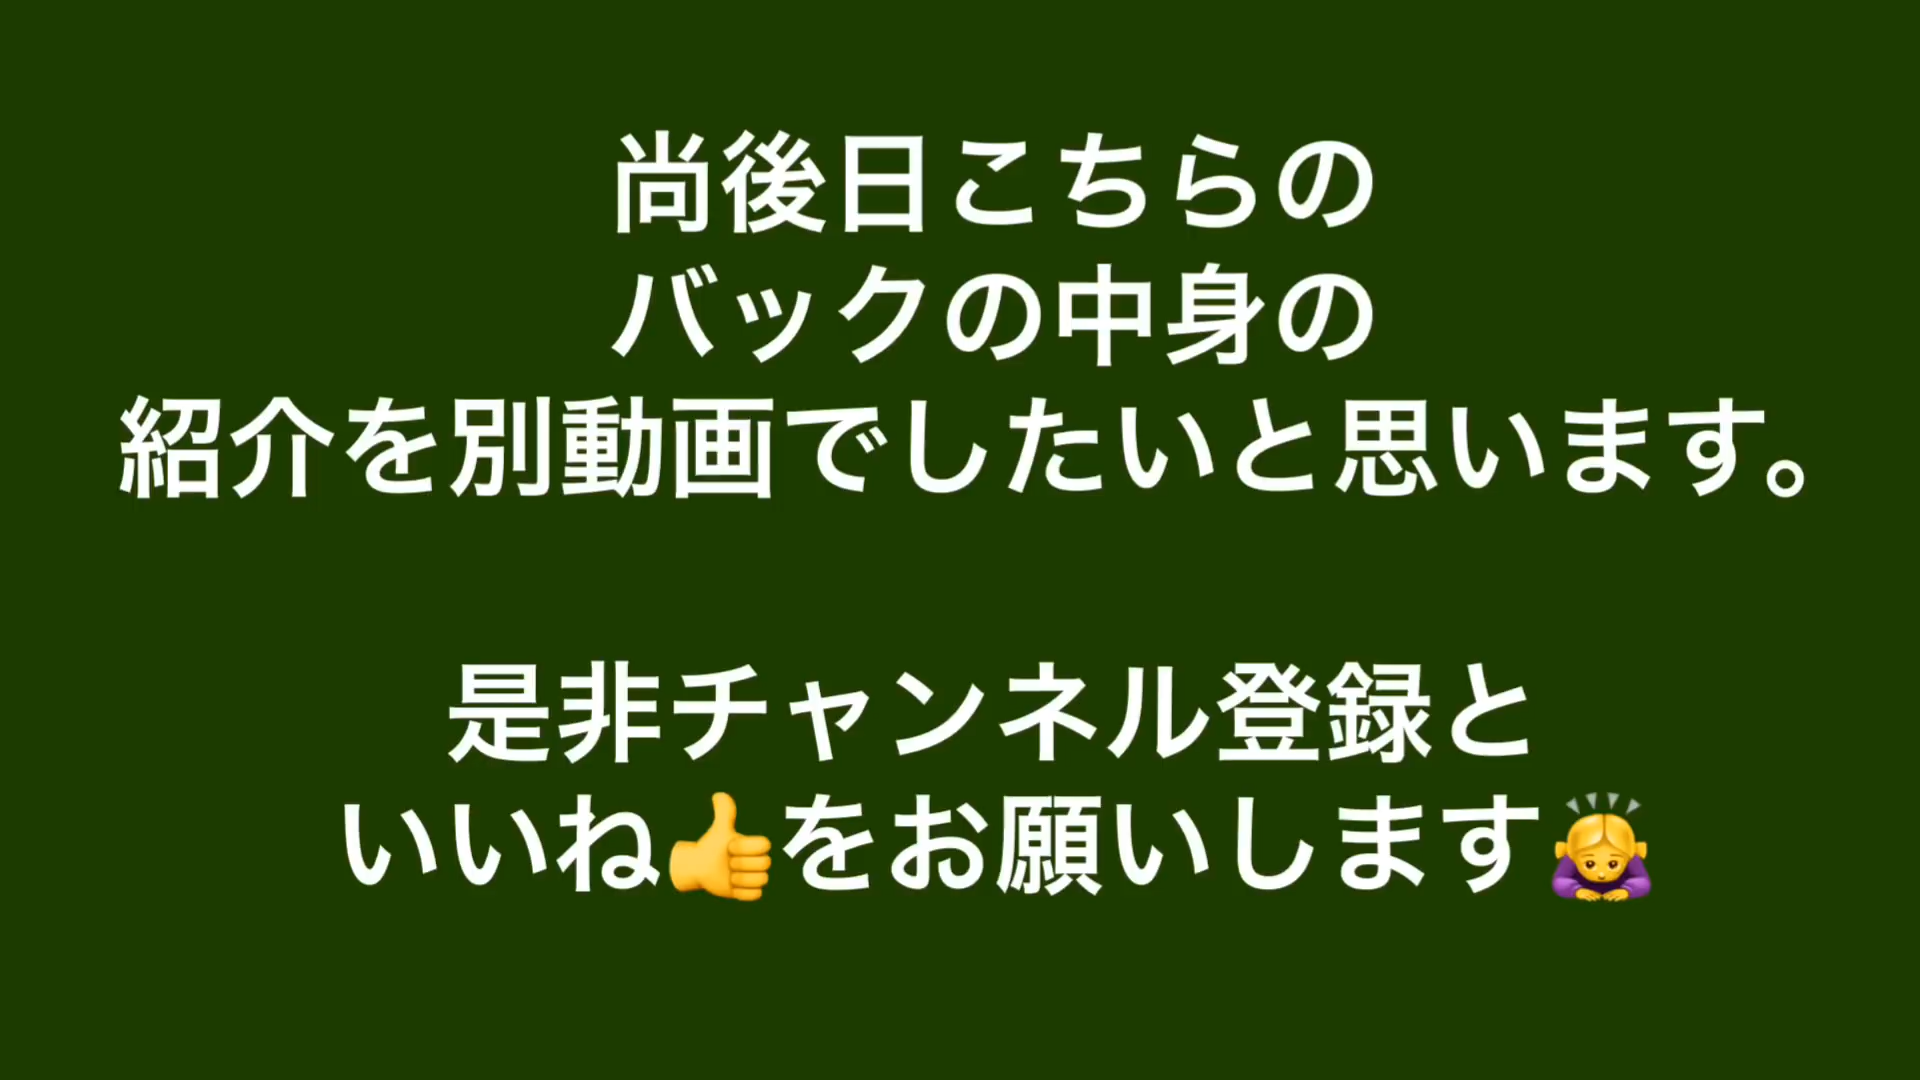 尚後日こちらの
バックの中身の
紹介を別動画でしたいと思います。
是非チャンネル登録と
いいね👍をお願いします🙇‍♀️